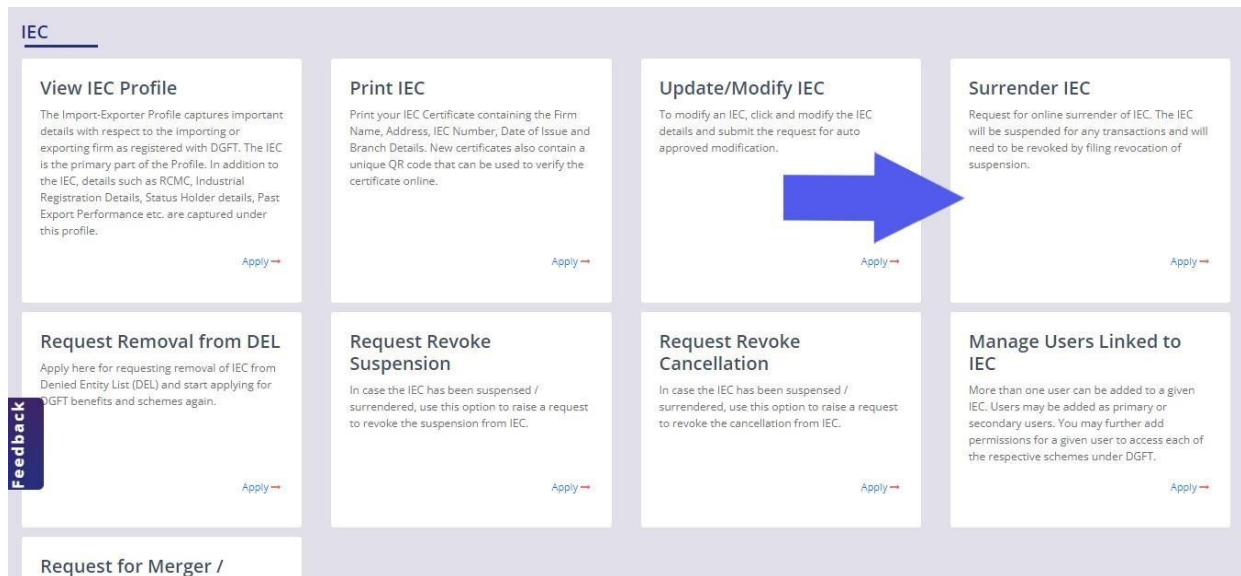 IEC
View IEC Profile
The Import-Exporter Profile captures important
details with respect to the importing or
exporting firm as registered with DGFT. The IEC
is the primary part of the Profile. In addition to
the IEC, details such as RCMC, Industrial
Registration Details, Status Holder details, Past
Export Performance etc. are captured under
this profile.
Apply→
Print IEC
Print your IEC Certificate containing the Firm
Name, Address, IEC Number, Date of Issue and
Branch Details. New certificates also contain a
unique QR code that can be used to verify the
certificate online.
Apply→
Update/Modify IEC
To modify an IEC, click and modify the IEC
details and submit the request for auto
approved modification.
Apply→
Surrender IEC
Request for online surrender of IEC. The IEC
will be suspended for any transactions and will
need to be revoked by filing revocation of
suspension.
Apply→
Request Removal from DEL
Apply here for requesting removal of IEC from
Denied Entity List (DEL) and start applying for
DGFT benefits and schemes again.
Apply→
Request Revoke
Suspension
In case the IEC has been suspended /
surrendered, use this option to raise a request
to revoke the suspension from IEC.
Apply→
Request Revoke
Cancellation
In case the IEC has been suspended /
surrendered, use this option to raise a request
to revoke the cancellation from IEC.
Apply→
Manage Users Linked to
IEC
More than one user can be added to a given
IEC. Users may be added as primary or
secondary users. You may further add
permissions for a given user to access each of
the respective schemes under DGFT.
Apply→
Feedback
Request for Merger /